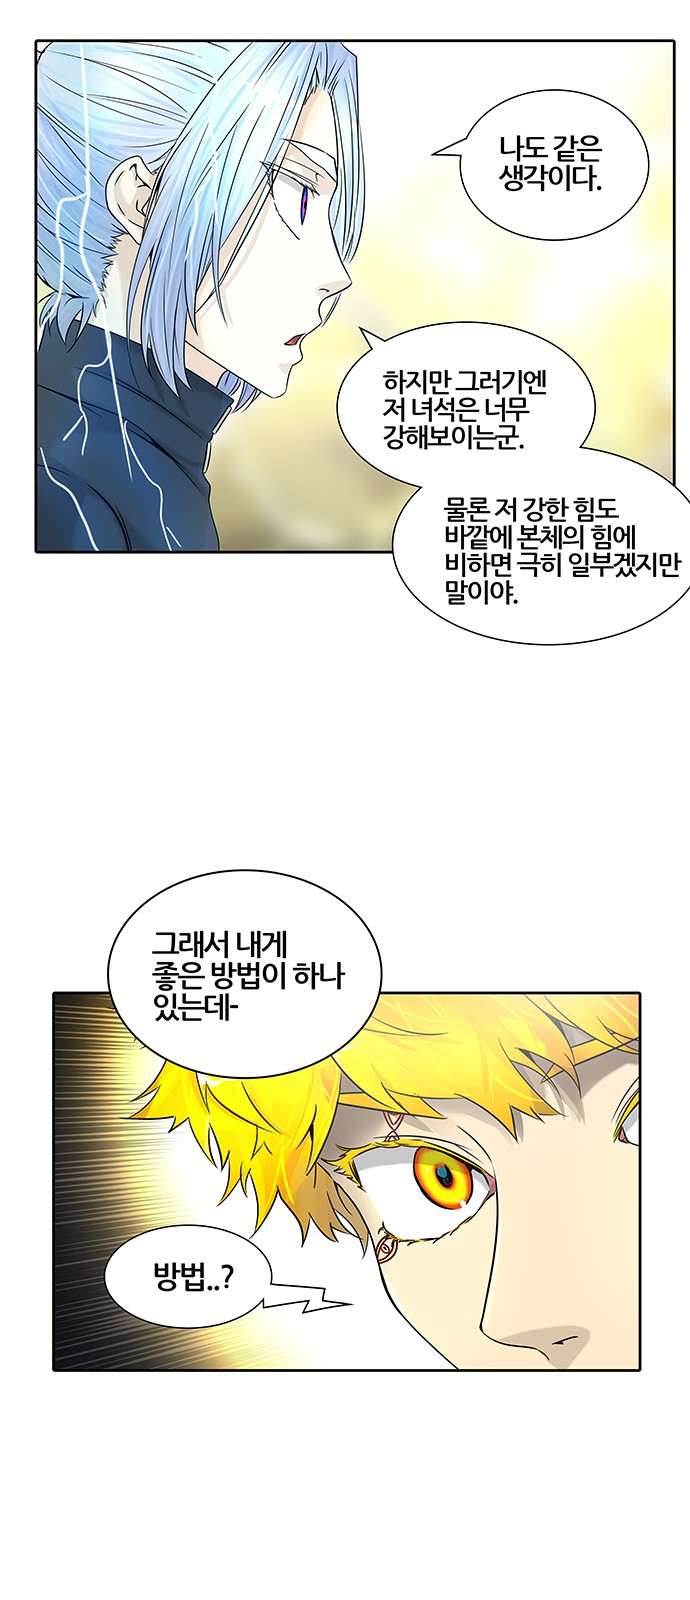 나도 같은
생각이다.
하지만 그러기엔
저 녀석은 너무
강해보이는군.
물론 저 강한 힘도
바깥에 본체의 힘에
비하면 극히 일부겠지만
말이야.
그래서 내게
좋은 방법이 하나
있는데-
방법..?